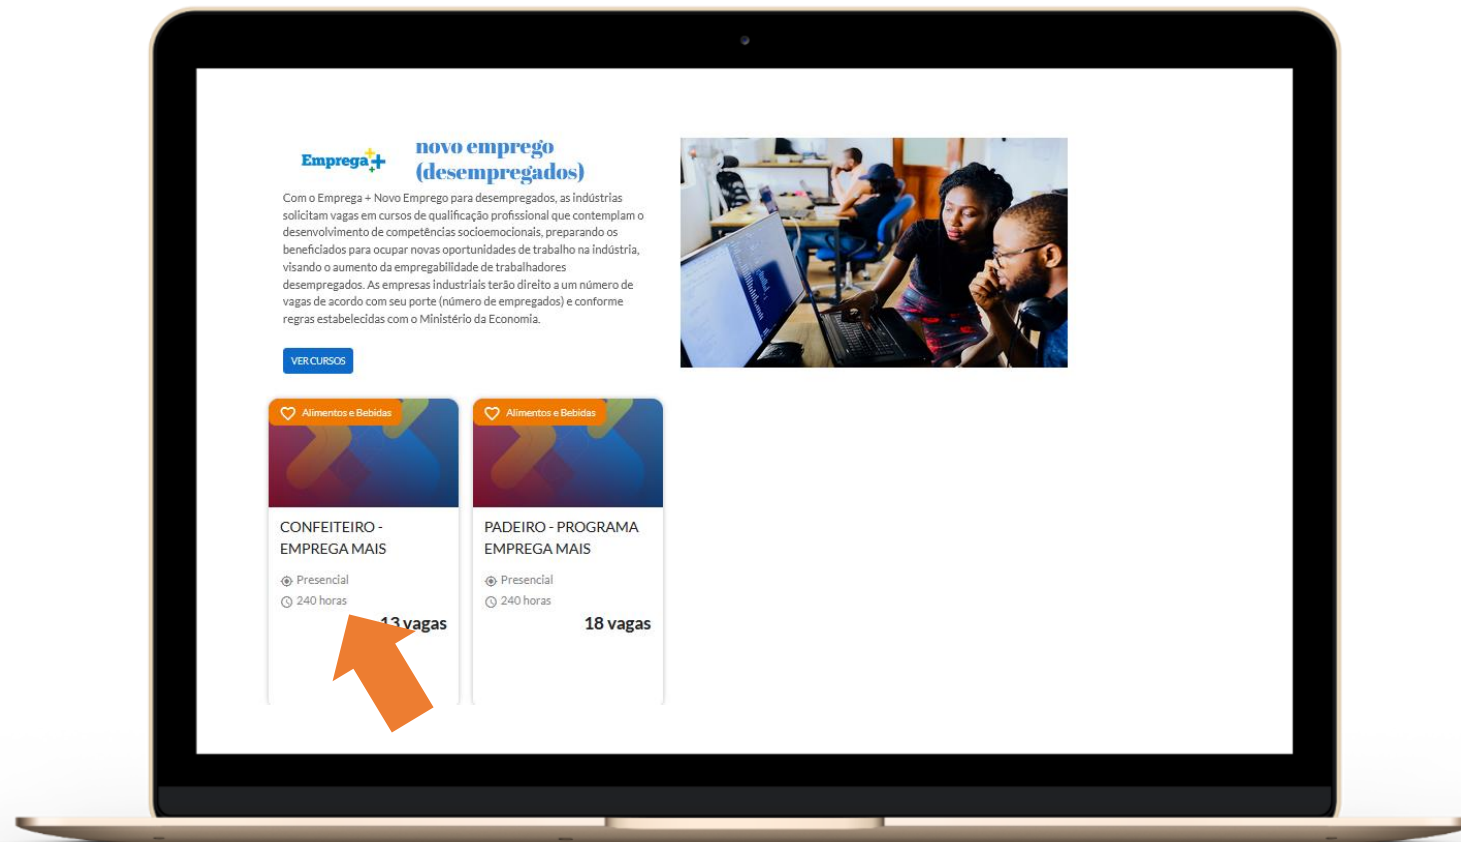 Emprega+
novo emprego
(desempregados)
Com o Emprega + Novo Emprego para desempregados, as indústrias
solicitam vagas em cursos de qualificação profissional que contemplam o
desenvolvimento de competências socioemocionais, preparando os
beneficiados para ocupar novas oportunidades de trabalho na indústria,
visando o aumento da empregabilidade de trabalhadores
desempregados. As empresas industriais terão direito a um número de
vagas de acordo com seu porte (número de empregados) e conforme
regras estabelecidas com o Ministério da Economia.
VER CURSOS
Alimentos e Bebidas
CONFEITEIRO -
EMPREGA MAIS
Presencial
240 horas
13 vagas
Alimentos e Bebidas
PADEIRO - PROGRAMA
EMPREGA MAIS
Presencial
240 horas
18 vagas